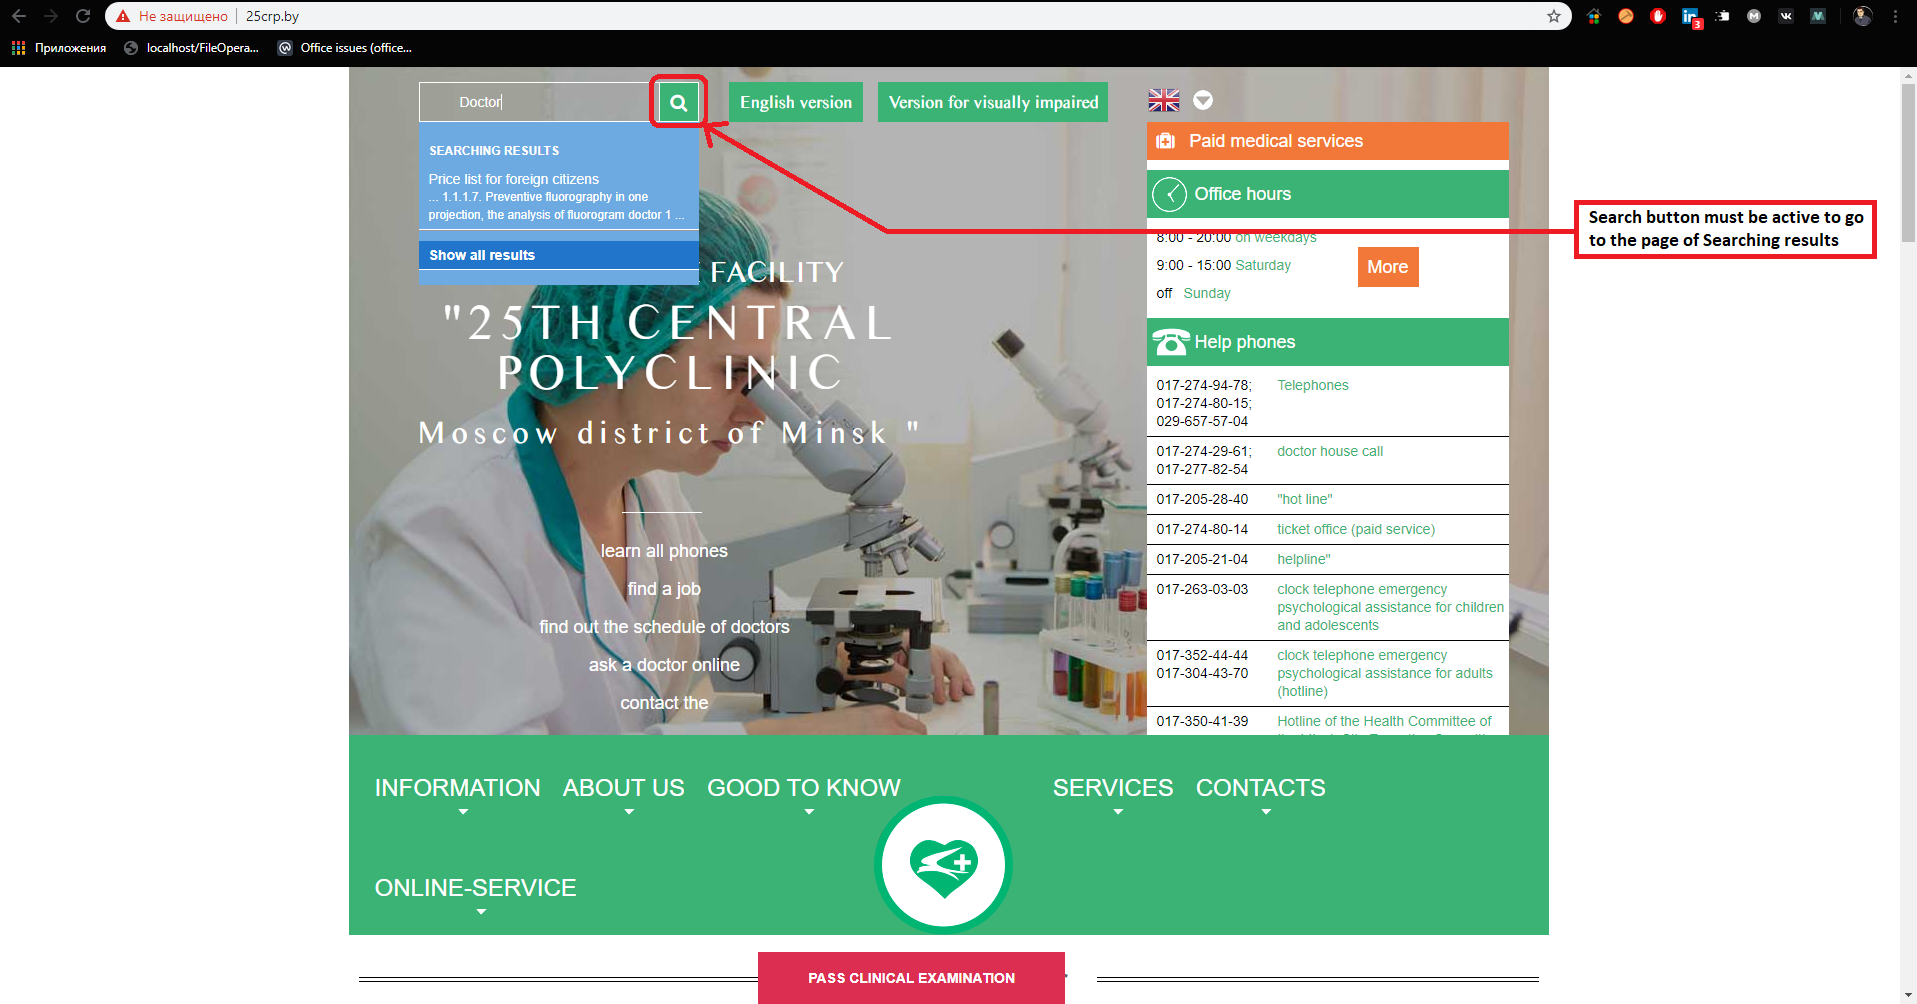 Не защищено
25crp.by
3
Приложения
localhost/FileOpera...
Office issues (office...
Doctor
English version
Version for visually impaired
SEARCHING RESULTS
Price list for foreign citizens
... 1.1.1.7. Preventive fluorography in one
projection, the analysis of fluorogram doctor 1 ...
Show all results
FACILITY
"25TH CENTRAL
POLYCLINIC
Moscow district of Minsk "
learn all phones
find a job
find out the schedule of doctors
ask a doctor online
contact the
Paid medical services
Office hours
8:00 - 20:00 on weekdays
9:00 - 15:00 Saturday
off Sunday
More
Help phones
017-274-94-78; Telephones
017-274-80-15;
029-657-57-04
017-274-29-61; doctor house call
017-277-82-54
017-205-28-40 "hot line"
017-274-80-14 ticket office (paid service)
017-205-21-04 helpline"
017-263-03-03 clock telephone emergency
psychological assistance for children
and adolescents
017-352-44-44 clock telephone emergency
017-304-43-70 psychological assistance for adults
(hotline)
017-350-41-39 Hotline of the Health Committee of
Search button must be active to go
to the page of Searching results
INFORMATION ABOUT US GOOD TO KNOW SERVICES CONTACTS
ONLINE-SERVICE
PASS CLINICAL EXAMINATION